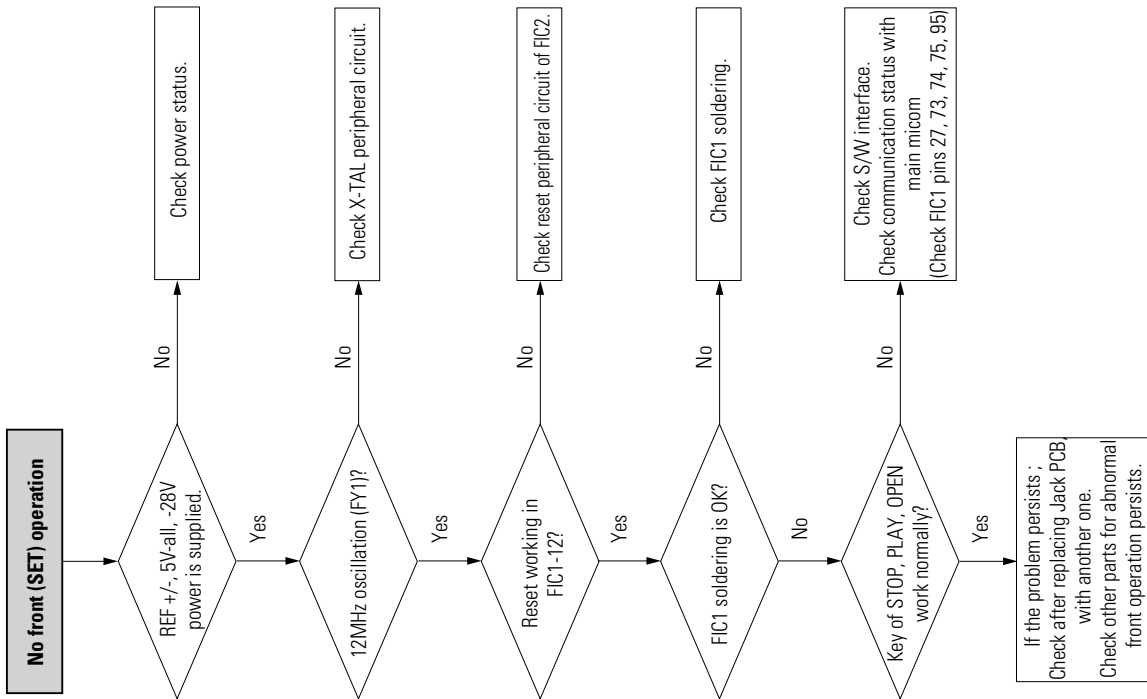 No front (SET) operation
REF +/-, 5V-all, -28V
power is supplied.
No
Check power status.
Yes
12MHz oscillation (FY1)?
No
Check X-TAL peripheral circuit.
Yes
Reset working in
FIC1-12?
No
Check reset peripheral circuit of FIC2.
Yes
FIC1 soldering is OK?
No
Check FIC1 soldering.
No
Key of STOP, PLAY, OPEN
work normally?
No
Check S/W interface.
Check communication status with
main micom
(Check FIC1 pins 27, 73, 74, 75, 95)
Yes
If the problem persists ;
Check after replacing Jack PCB,
with another one.
Check other parts for abnormal
front operation persists.